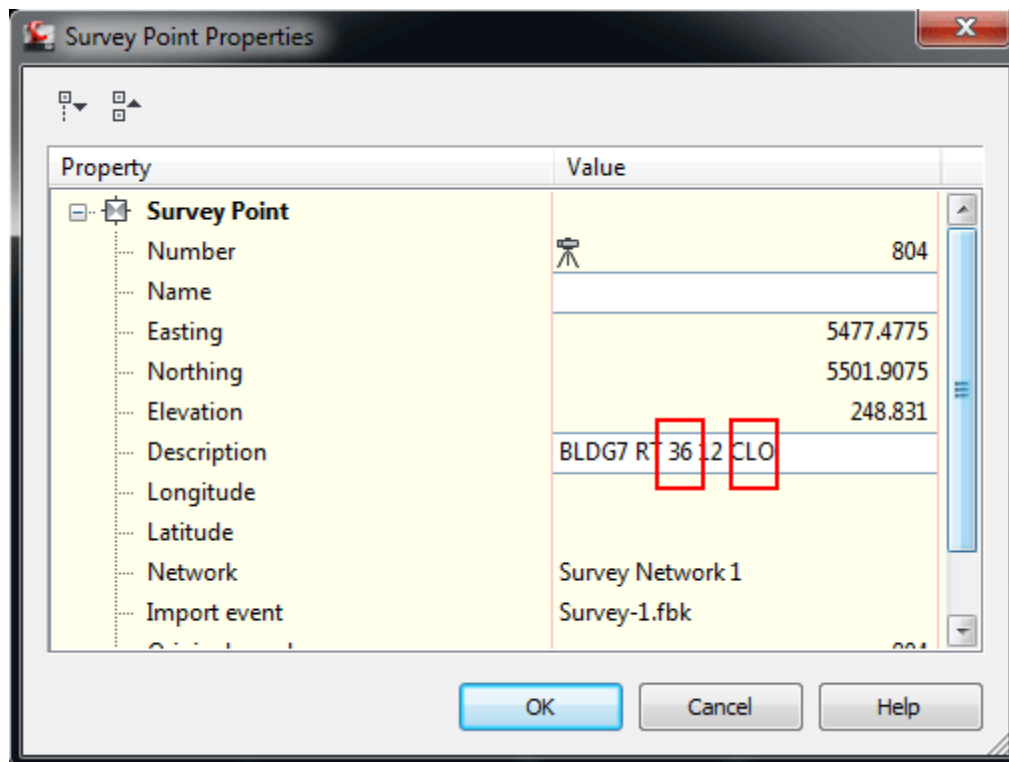 Survey Point Properties
Property Value
Survey Point
Number 804
Name
Easting 5477.4775
Northing 5501.9075
Elevation 248.831
Description BLDG7 RT 36 12 CLO
Longitude
Latitude
Network Survey Network 1
Import event Survey-1.fbk
OK Cancel Help